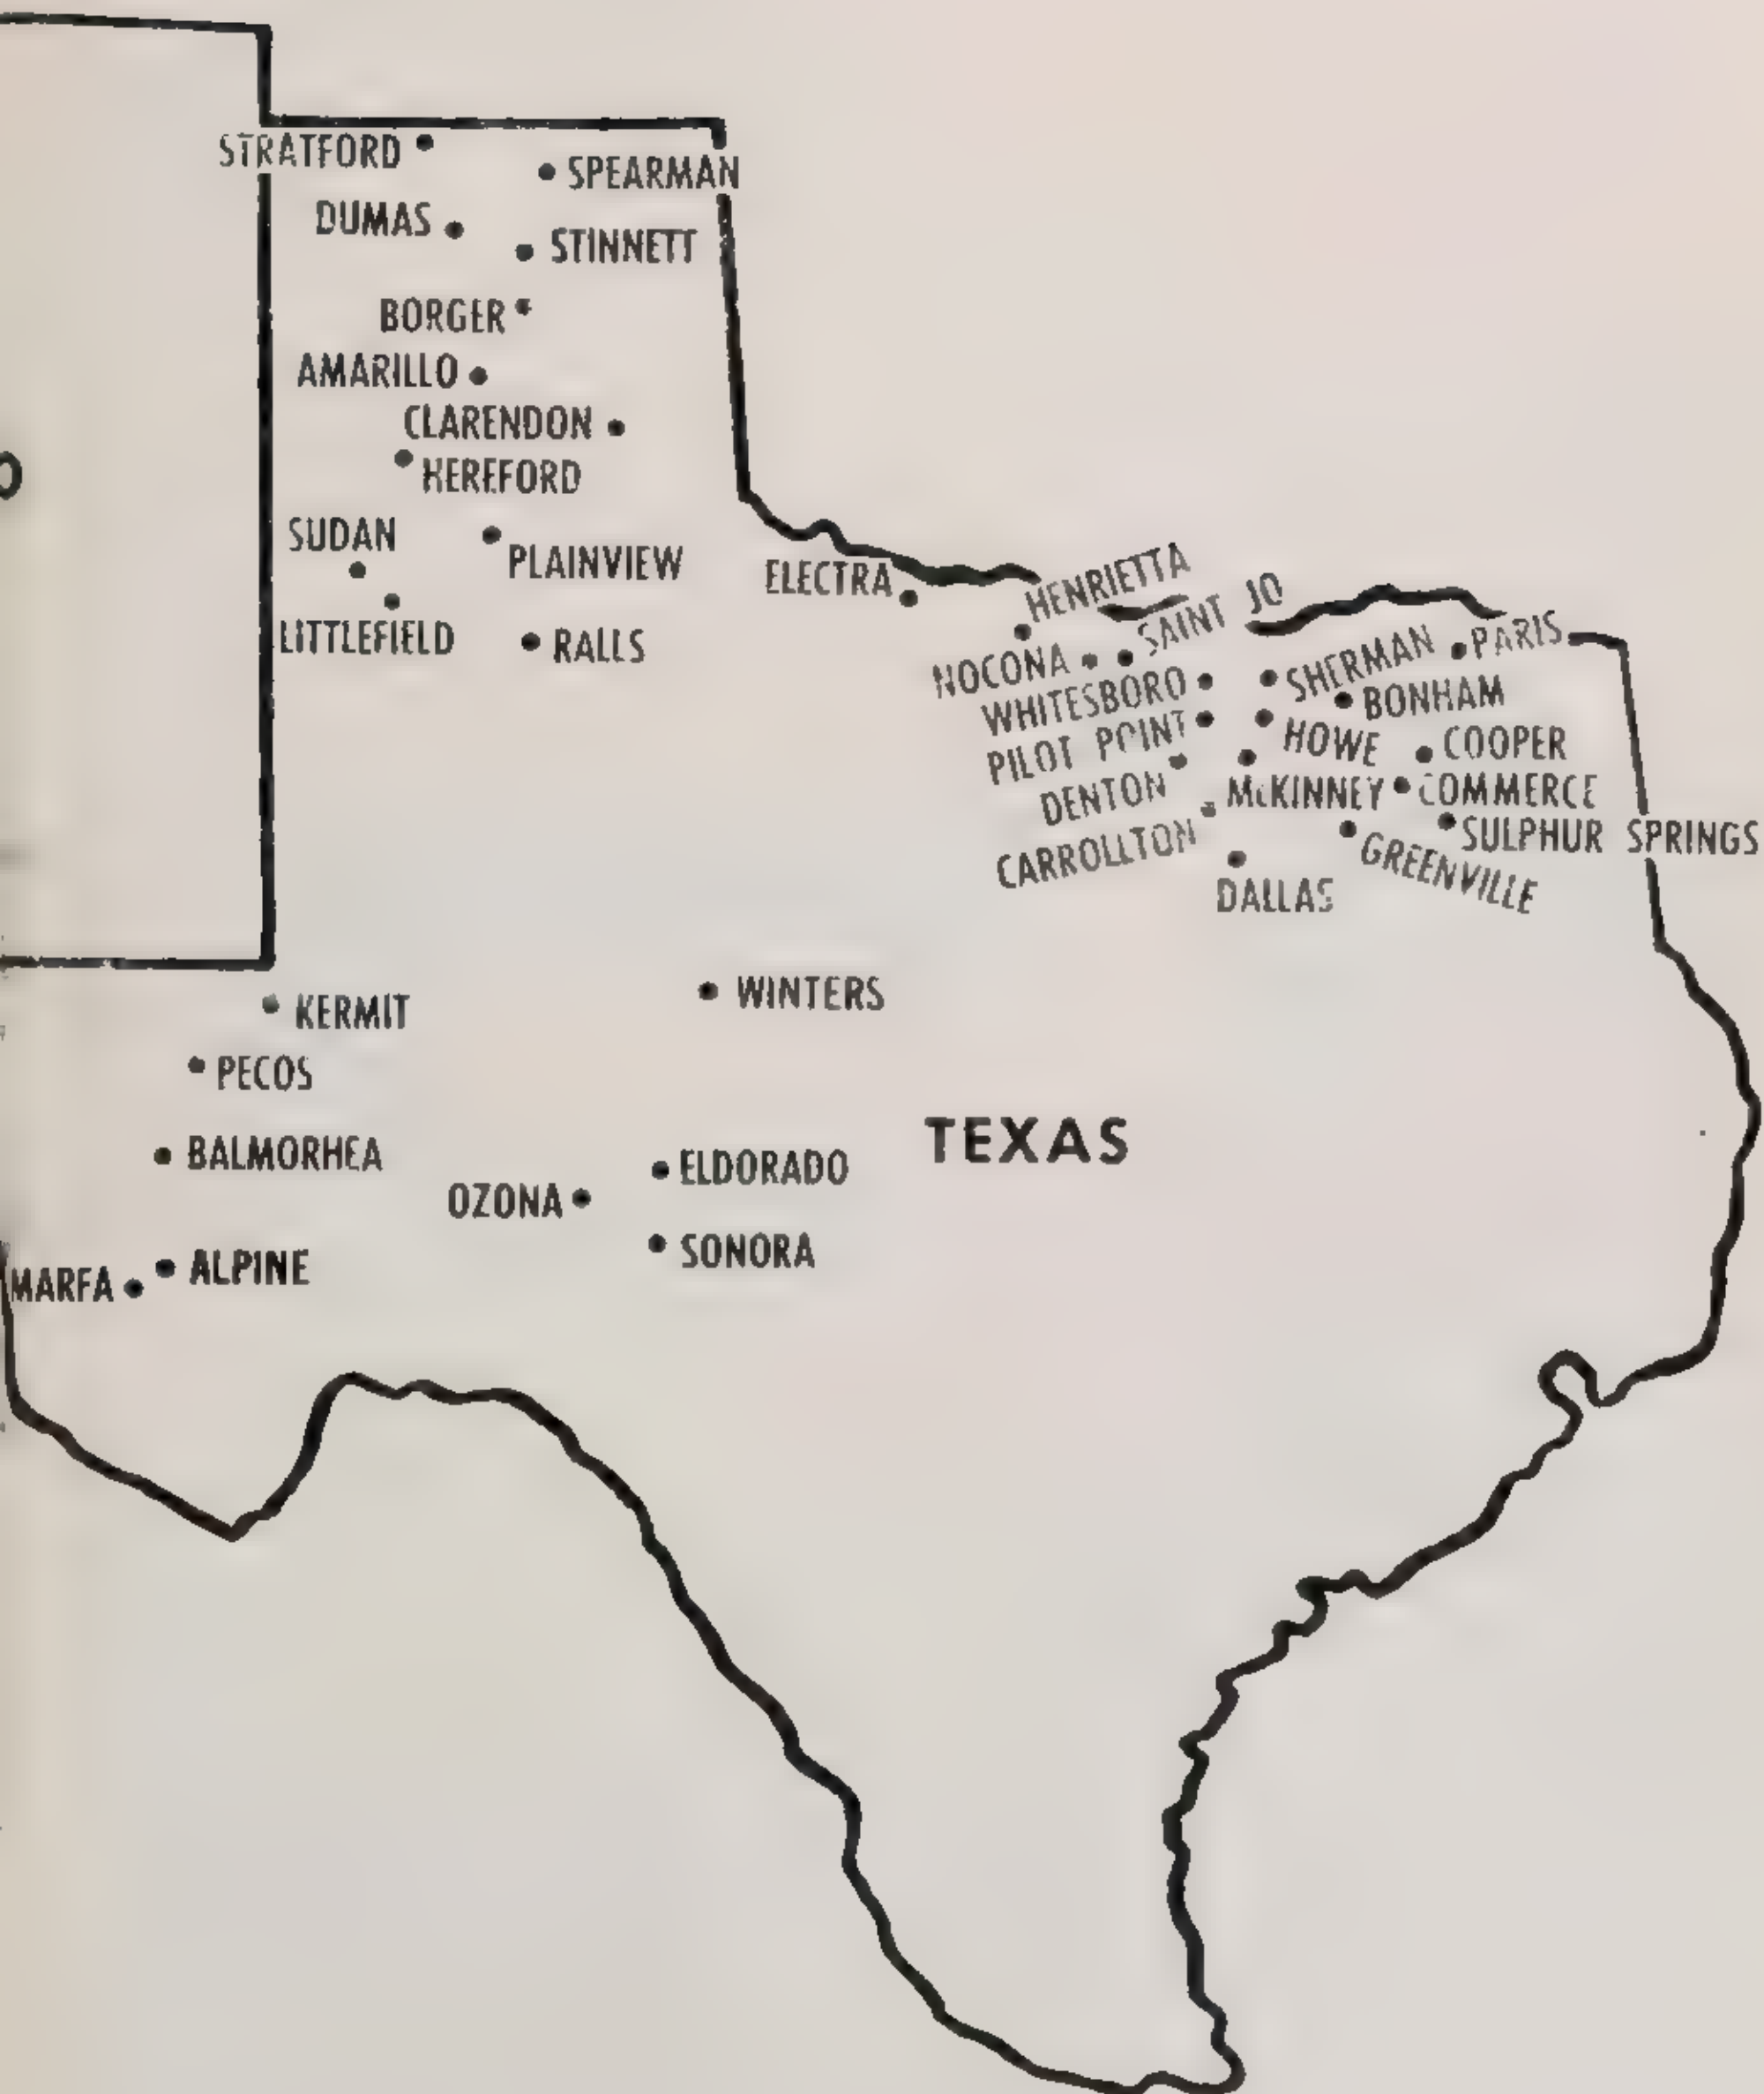 STRATFORD
SPEARMAN
DUMAS
STINNETT
BORGER
AMARILLO
CLARENDON
HEREFORD
SUDAN
PLAINVIEW
ELECTRA
HENRIETTA
SAINT JO
LITTLEFIELD
RALLS
NOCONA
SHERMAN
PARIS
WHITESBORO
BONHAM
PILOT POINT
HOWE
COOPER
DENTON
McKINNEY
COMMERCE
CARROLLTON
SULPHUR SPRINGS
GREENVILLE
DALLAS
KERMIT
WINTERS
PECOS
TEXAS
BALMORHEA
ELDORADO
OZONA
SONORA
ALPINE
MARFA